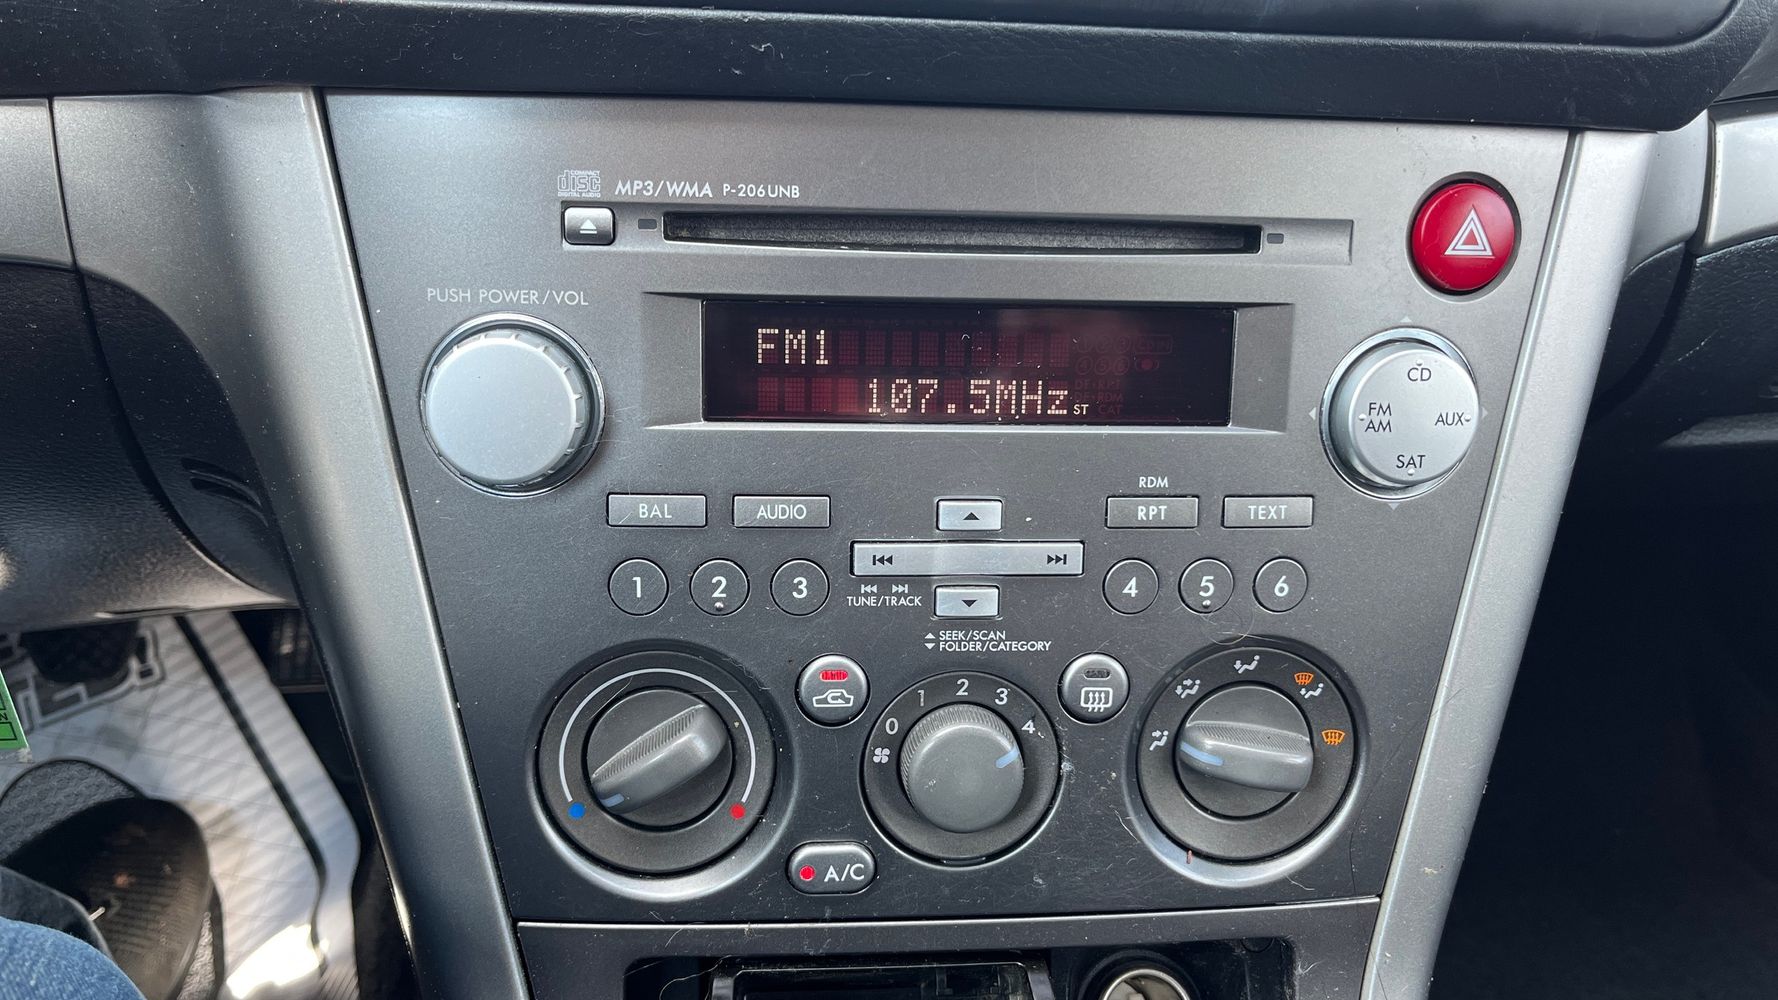 COMPACT
disc
DIGITAL AUDIO
MP3/WMA P-206UNB
PUSH POWER/VOL
FM1
107.5MHz ST
CD
FM
AM
AUX
SAT
BAL
AUDIO
RDM
RPT
TEXT
1
2
3
4
5
6
TUNE/TRACK
SEEK/SCAN
FOLDER/CATEGORY
0
1
2
3
4
A/C